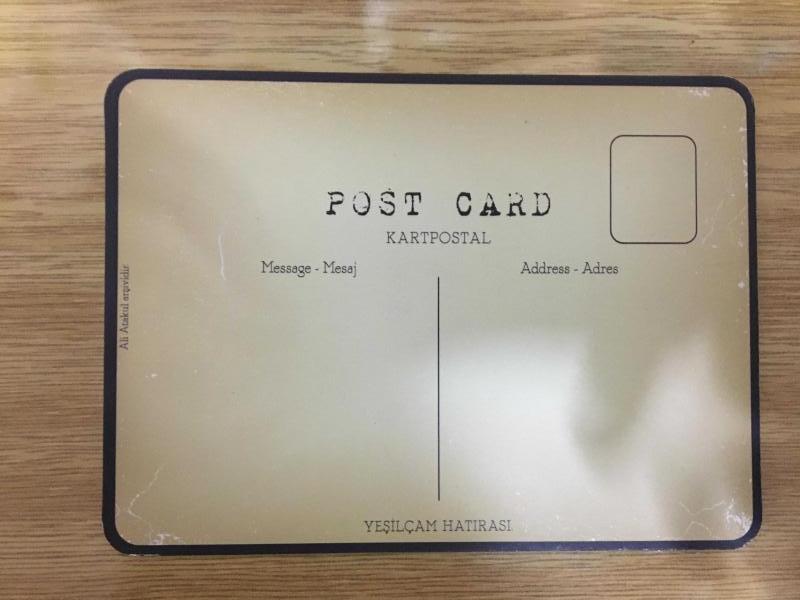 POST CARD
KARTPOSTAL
Message - Mesaj
Address - Adres
Ali Atakul arşividir.
YEŞİLÇAM HATIRASI